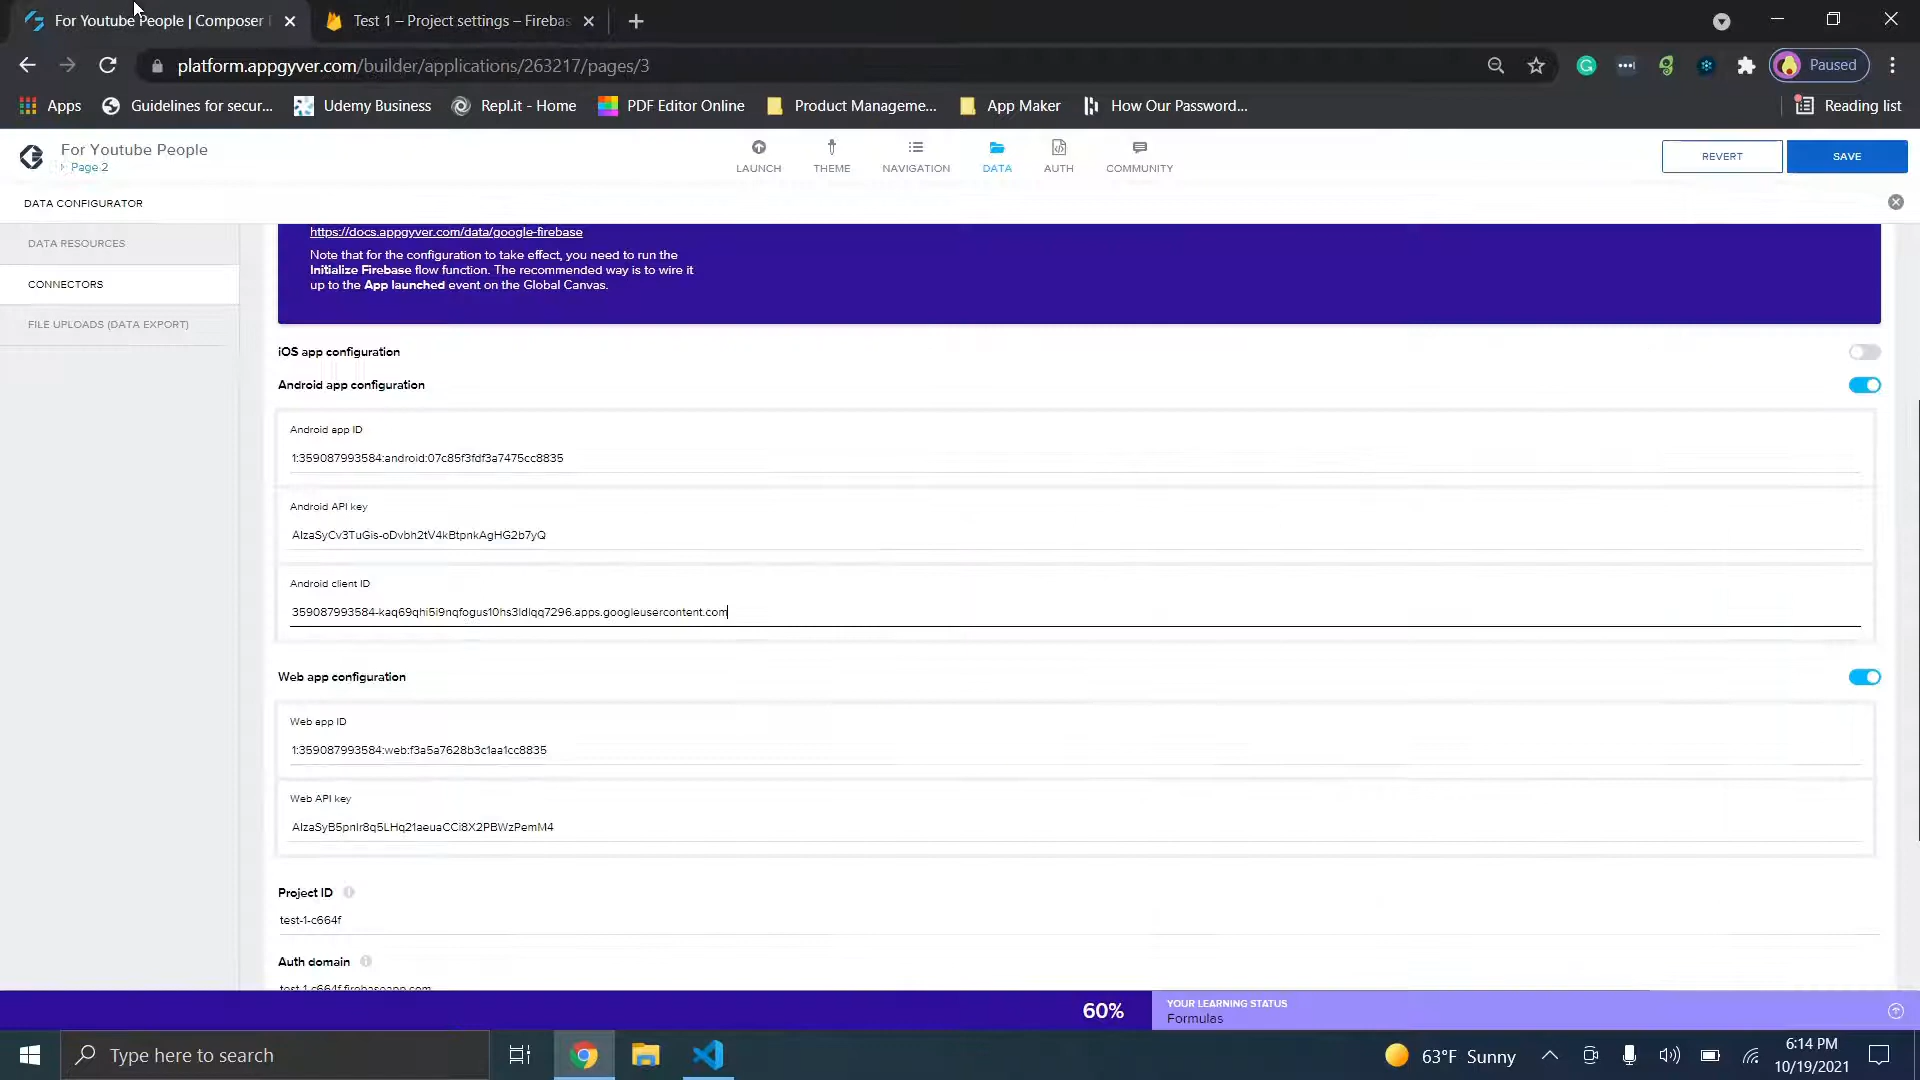 For Youtube People | Composer
Test 1 – Project settings – Fireba
platform.appgyver.com/builder/applications/263217/pages/3
Paused
Apps
Guidelines for secur...
Udemy Business
Repl.it - Home
PDF Editor Online
Product Manageme...
App Maker
How Our Password...
Reading list
For Youtube People
Page 2
LAUNCH
THEME
NAVIGATION
DATA
AUTH
COMMUNITY
REVERT
SAVE
DATA CONFIGURATOR
DATA RESOURCES
CONNECTORS
FILE UPLOADS (DATA EXPORT)
https://docs.appgyver.com/data/google-firebase
Note that for the configuration to take effect, you need to run the
Initialize Firebase flow function. The recommended way is to wire it
up to the App launched event on the Global Canvas.
iOS app configuration
Android app configuration
Android app ID
1:359087993584:android:07c85f3fdf3a7475cc8835
Android API key
AIzaSyCv3TuGis-oDvbh2tV4kBtpnkAgHG2b7yQ
Android client ID
359087993584-kaq69qhi5i9nqfogus10hs3ldlqq7296.apps.googleusercontent.com
Web app configuration
Web app ID
1:359087993584:web:f3a5a7628b3c1aa1cc8835
Web API key
AIzaSyB5pnIr8q5LHq21aeuaCCi8X2PBWzPemM4
Project ID
test-1-c664f
Auth domain
test-1-c664f.firebaseapp.com
60%
YOUR LEARNING STATUS
Formulas
Type here to search
63°F Sunny
6:14 PM
10/19/2021